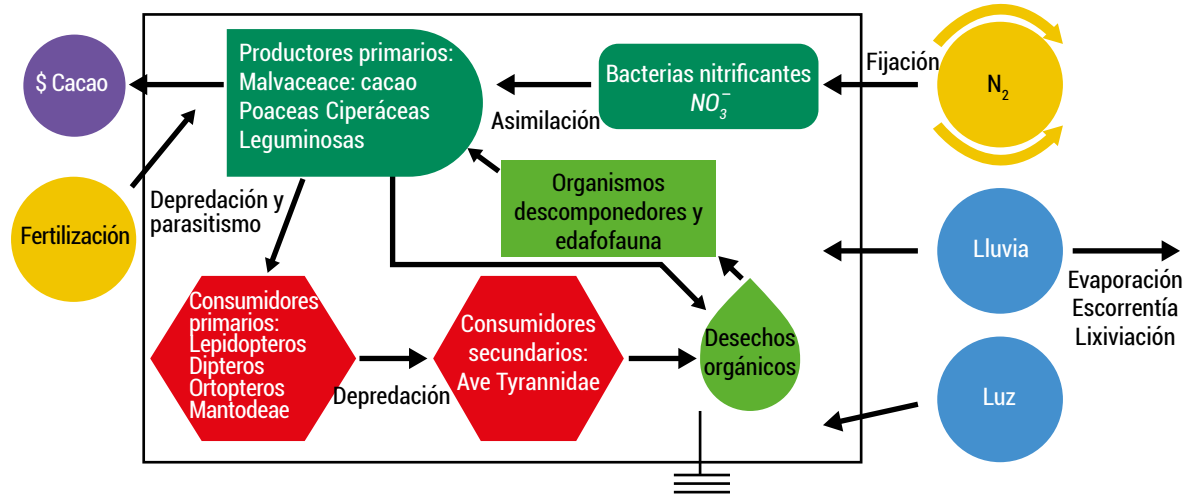 $ Cacao
Productores primarios:
Malvaceace: cacao
Poaceas Ciperáceas
Leguminosas
Bacterias nitrificantes
NO₃⁻
Fijación
N₂
Asimilación
Fertilización
Depredación y
parasitismo
Organismos
descomponedores y
edafofauna
Lluvia
Evaporación
Escorrentía
Lixiviación
Consumidores
primarios:
Lepidopteros
Dipteros
Ortopteros
Mantodeae
Depredación
Consumidores
secundarios:
Ave Tyrannidae
Desechos
orgánicos
Luz